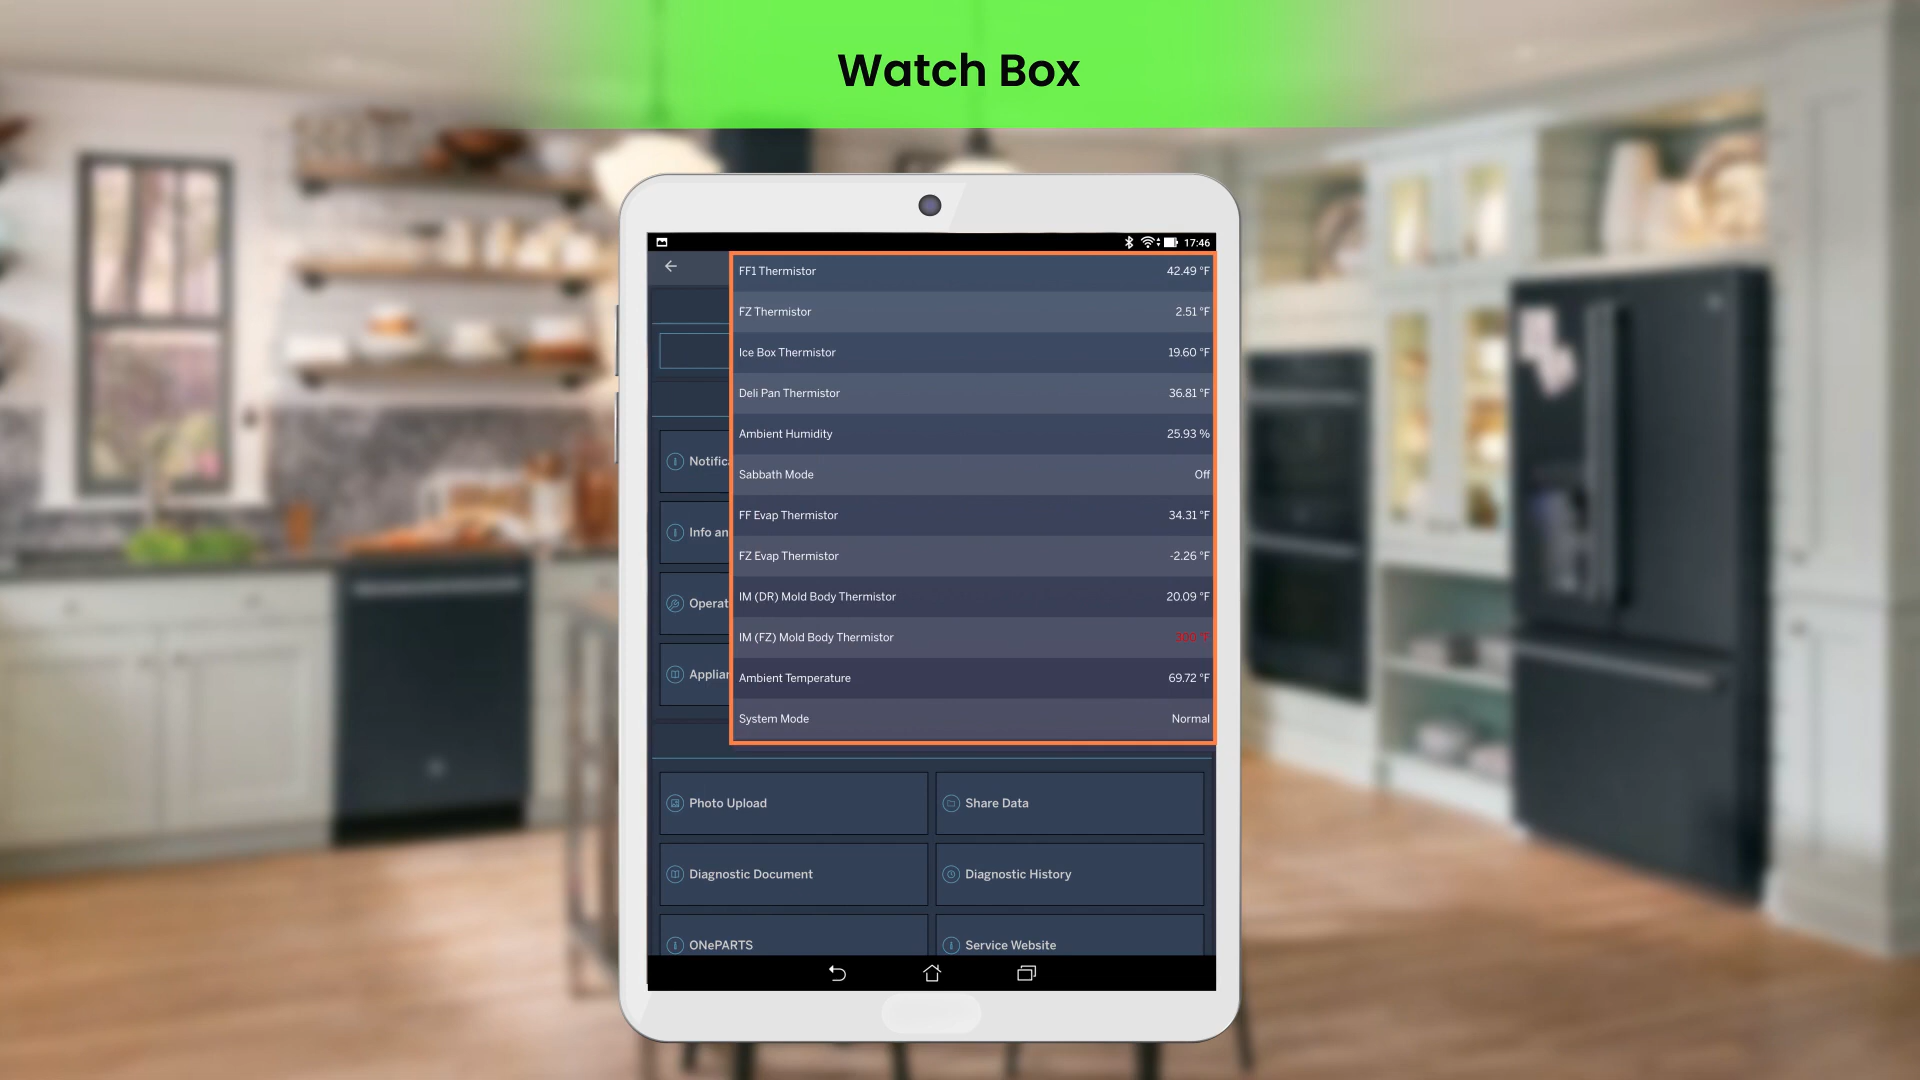 Watch Box
17:46
FF1 Thermistor 42.49 °F
FZ Thermistor 2.51 °F
Ice Box Thermistor 19.60 °F
Deli Pan Thermistor 36.81 °F
Ambient Humidity 25.93 %
Notific
Sabbath Mode Off
FF Evap Thermistor 34.31 °F
Info an
FZ Evap Thermistor -2.26 °F
IM (DR) Mold Body Thermistor 20.09 °F
Operat
IM (FZ) Mold Body Thermistor 300 °F
Applian
Ambient Temperature 69.72 °F
System Mode Normal
Photo Upload Share Data
Diagnostic Document Diagnostic History
ONePARTS Service Website